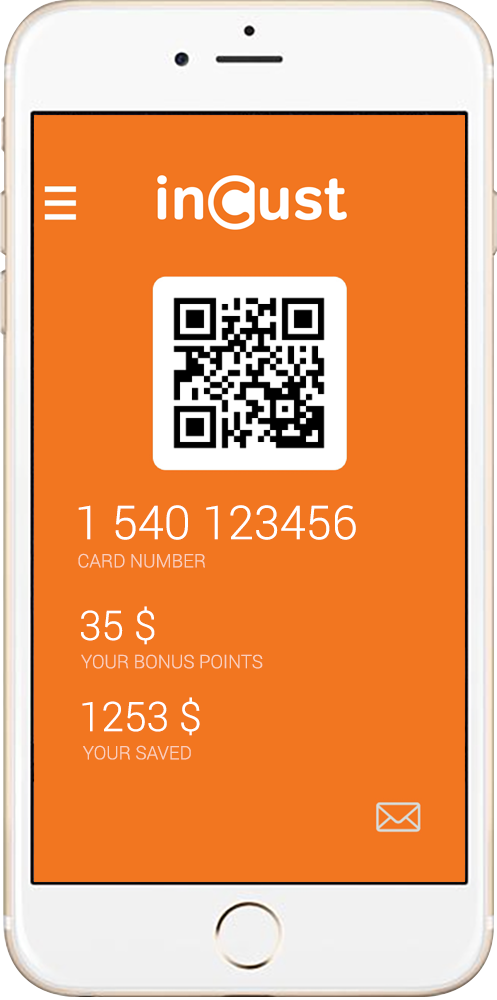 incust
1 540 123456
CARD NUMBER
35 $
YOUR BONUS POINTS
1253 $
YOUR SAVED